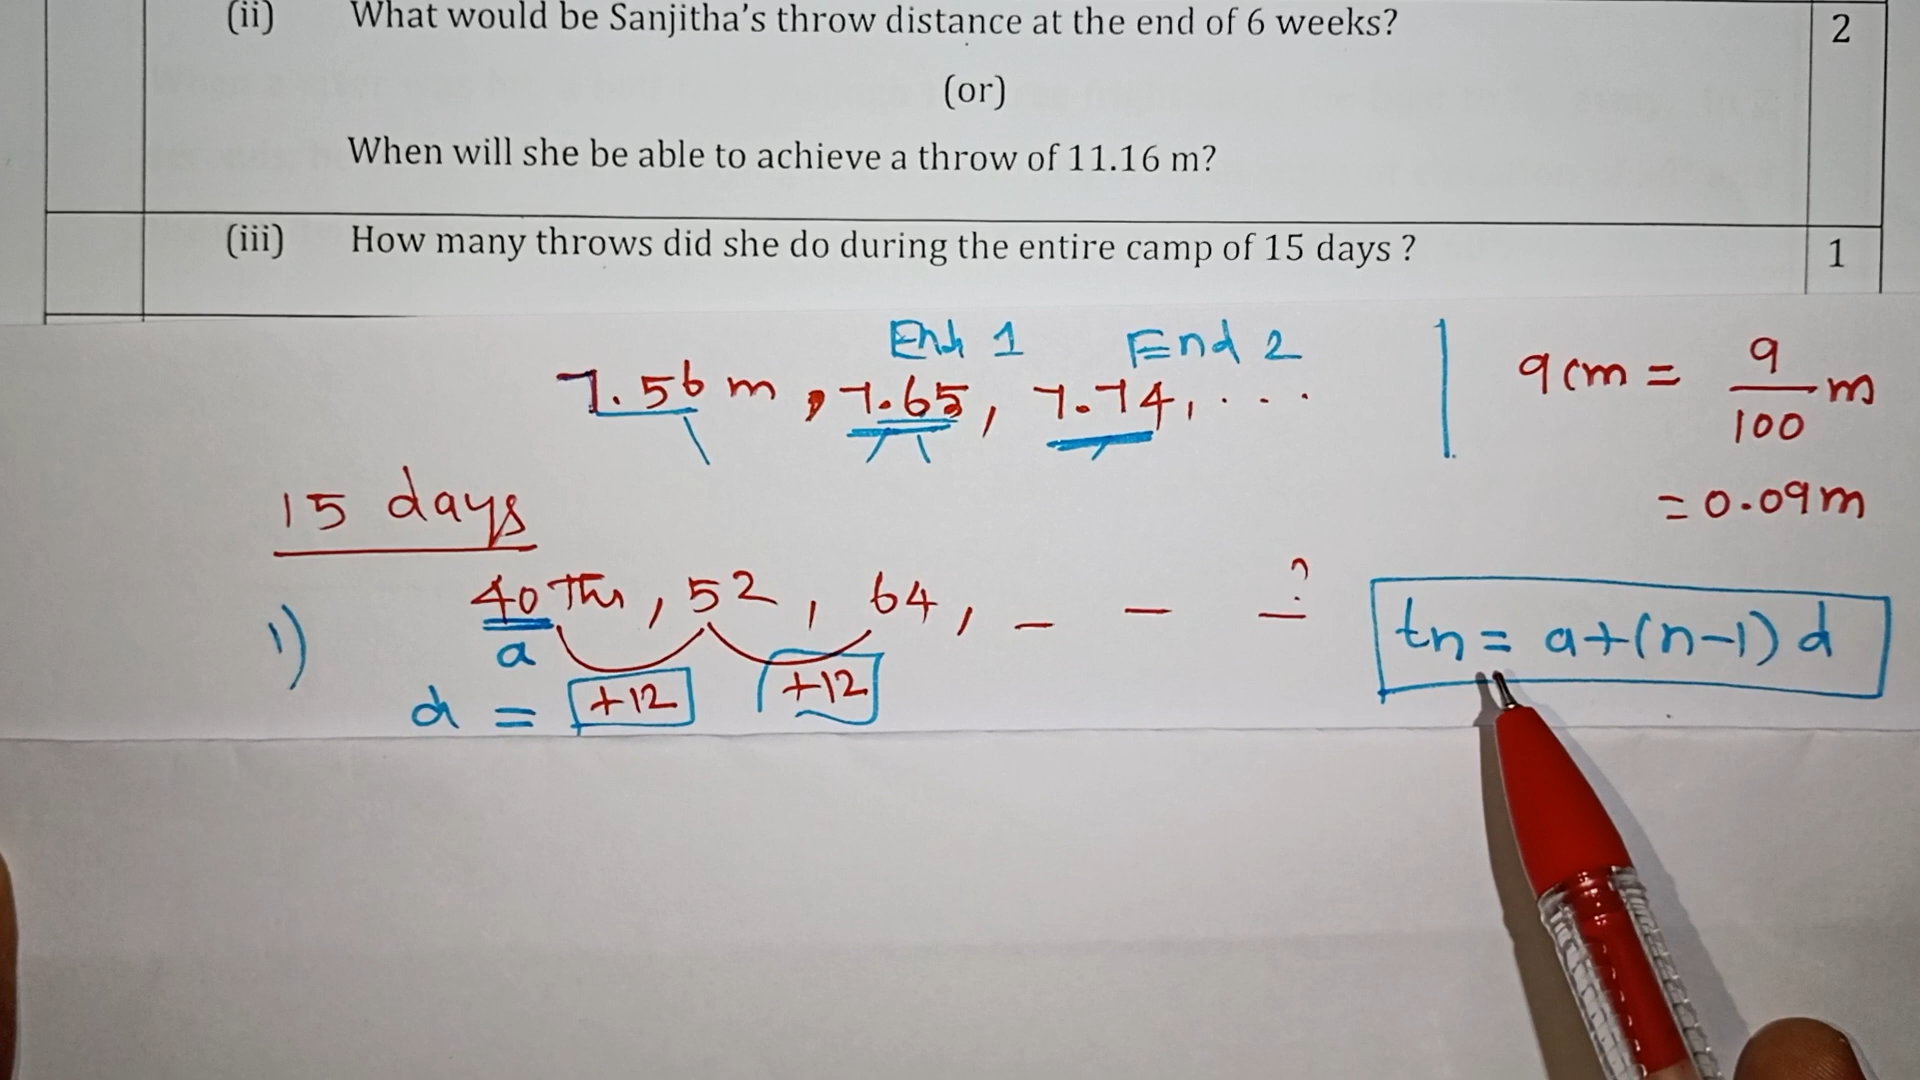 (ii) What would be Sanjitha's throw distance at the end of 6 weeks? 2
(or)
When will she be able to achieve a throw of 11.16 m?
(iii) How many throws did she do during the entire camp of 15 days ? 1
End 1 End 2
7.56 m , 7.65 , 7.74 , . . .
9 cm = 9/100 m
= 0.09 m
15 days
1) 40 Thr , 52 , 64 , _ _ _ ?
a
d = +12 +12
tn = a+(n-1) d